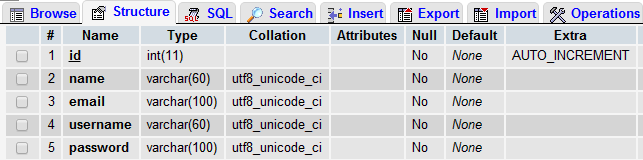 Browse Structure SQL Search Insert Export Import Operations
# Name Type Collation Attributes Null Default Extra
1 id int(11) No None AUTO_INCREMENT
2 name varchar(60) utf8_unicode_ci No None
3 email varchar(100) utf8_unicode_ci No None
4 username varchar(60) utf8_unicode_ci No None
5 password varchar(100) utf8_unicode_ci No None